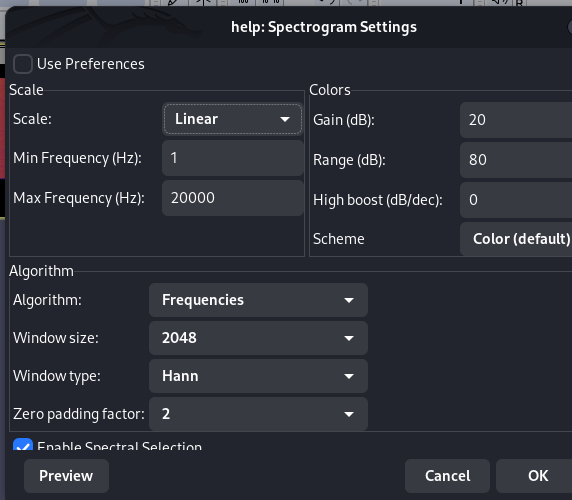 help: Spectrogram Settings
Use Preferences
Scale
Scale: Linear
Min Frequency (Hz): 1
Max Frequency (Hz): 20000
Colors
Gain (dB): 20
Range (dB): 80
High boost (dB/dec): 0
Scheme Color (default)
Algorithm
Algorithm: Frequencies
Window size: 2048
Window type: Hann
Zero padding factor: 2
Enable Spectral Selection
Preview Cancel OK